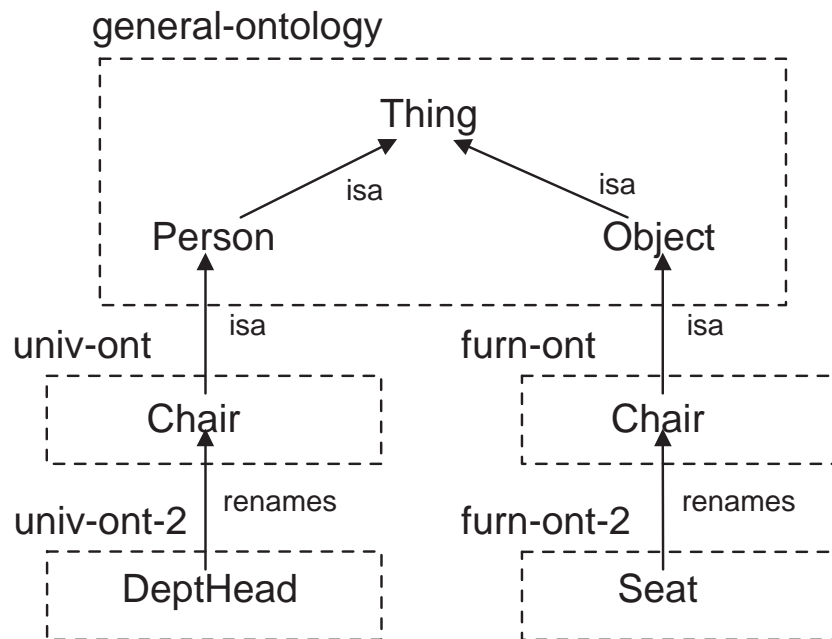 general-ontology
Thing
isa
isa
Person
Object
isa
isa
univ-ont
furn-ont
Chair
Chair
renames
renames
univ-ont-2
furn-ont-2
DeptHead
Seat